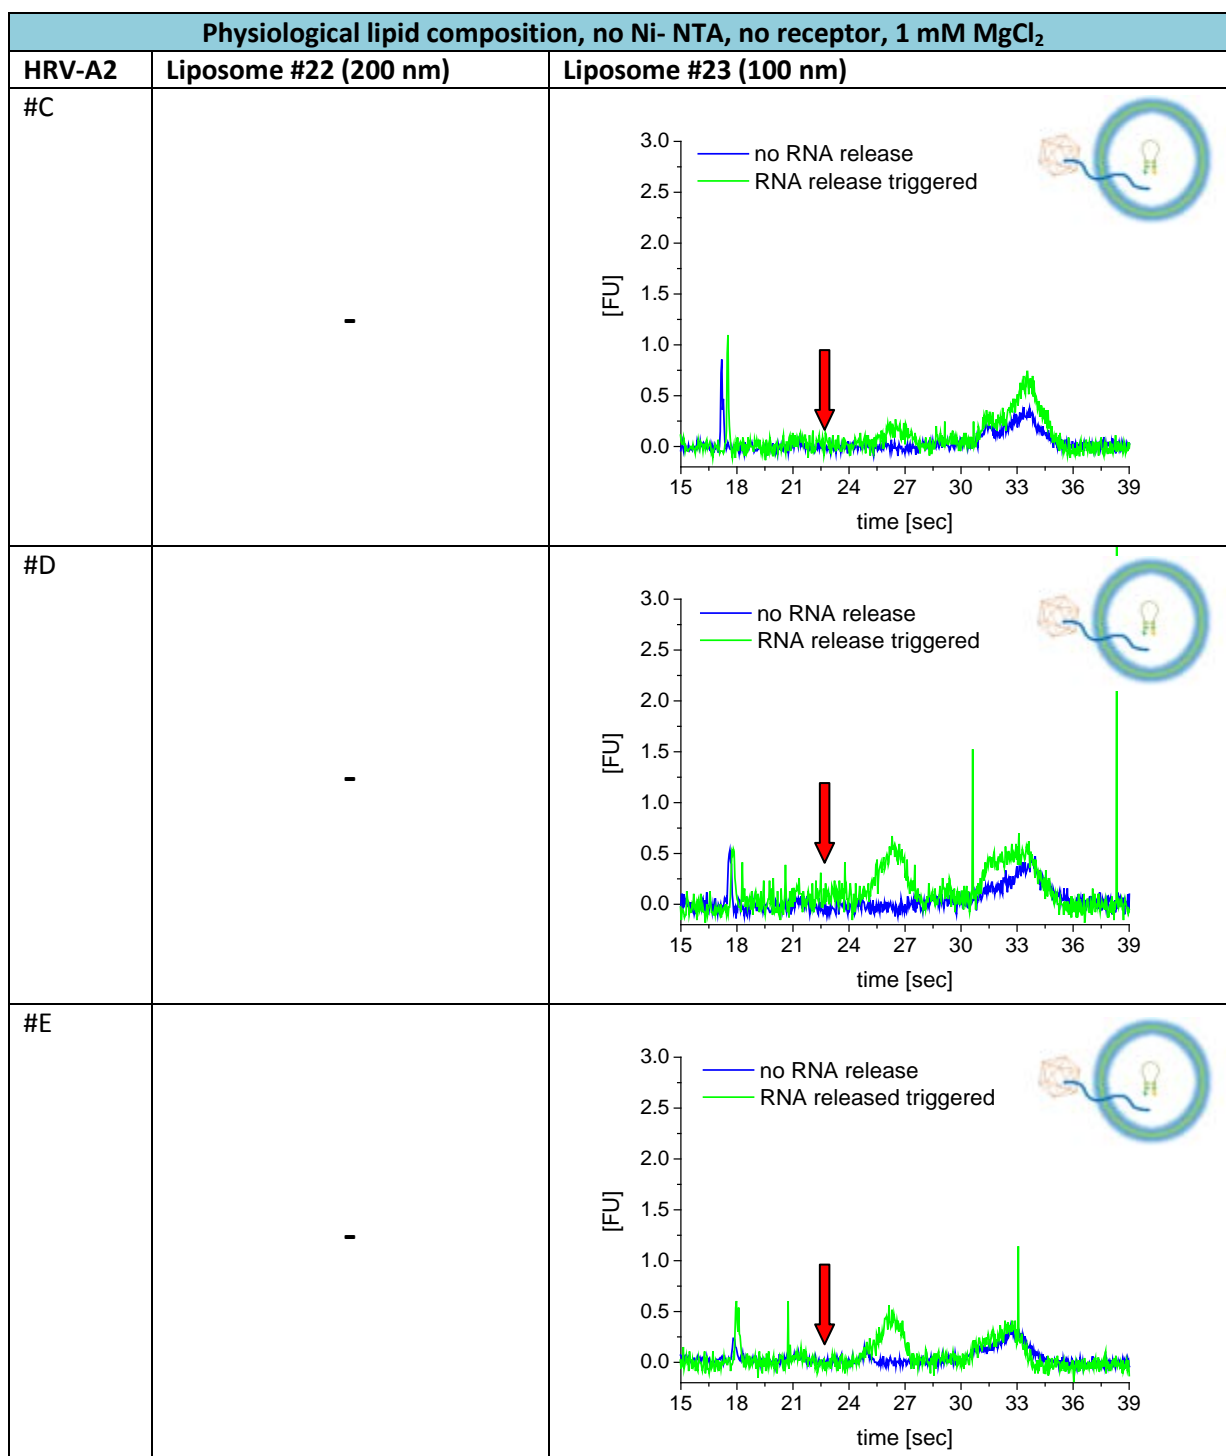 Physiological lipid composition, no Ni- NTA, no receptor, 1 mM MgCl₂
HRV-A2 Liposome #22 (200 nm) Liposome #23 (100 nm)
#C
-
no RNA release
RNA release triggered
3.0
2.5
2.0
1.5
1.0
0.5
0.0
[FU]
15 18 21 24 27 30 33 36 39
time [sec]
#D
-
no RNA release
RNA release triggered
3.0
2.5
2.0
1.5
1.0
0.5
0.0
[FU]
15 18 21 24 27 30 33 36 39
time [sec]
#E
-
no RNA release
RNA released triggered
3.0
2.5
2.0
1.5
1.0
0.5
0.0
[FU]
15 18 21 24 27 30 33 36 39
time [sec]